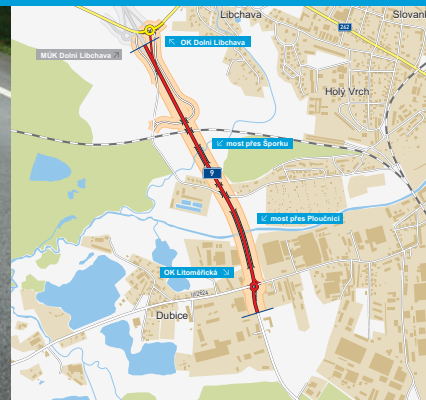 Libchava
Slovank
OK Dolní Libchava
262
MÚK Dolní Libchava
Holý Vrch
most přes Šporku
9
most přes Ploučnici
OK Litoměřická
Dubice